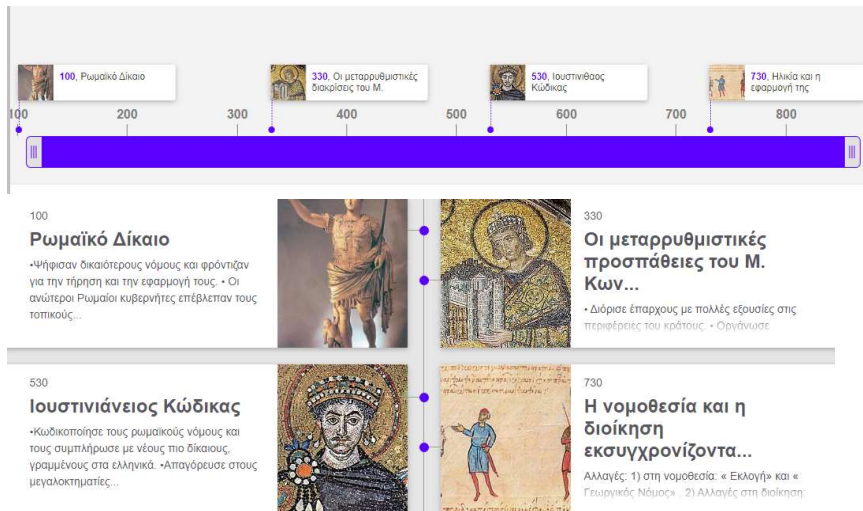 100, Ρωμαϊκό Δίκαιο
330, Οι μεταρρυθμιστικές
διακρίσεις του Μ.
530, Ιουστινιθαος
Κώδικας
730, Ηλικία και η
εφαρμογή της
100 200 300 400 500 600 700 800
100
Ρωμαϊκό Δίκαιο
•Ψήφισαν δικαιότερους νόμους και φρόντιζαν
για την τήρηση και την εφαρμογή τους. • Οι
ανώτεροι Ρωμαίοι κυβερνήτες επέβλεπαν τους
τοπικούς...
330
Οι μεταρρυθμιστικές
προσπάθειες του Μ.
Κων...
• Διόρισε έπαρχους με πολλές εξουσίες στις
περιφέρειες του κράτους. • Οργάνωσε
530
Ιουστινιάνειος Κώδικας
•Κωδικοποίησε τους ρωμαϊκούς νόμους και
τους συμπλήρωσε με νέους πιο δίκαιους,
γραμμένους στα ελληνικά. •Απαγόρευσε στους
μεγαλοκτηματίες...
730
Η νομοθεσία και η
διοίκηση
εκσυγχρονίζοντα...
Αλλαγές: 1) στη νομοθεσία: « Εκλογή» και «
Γεωργικός Νόμος» . 2) Αλλαγές στη διοίκηση: